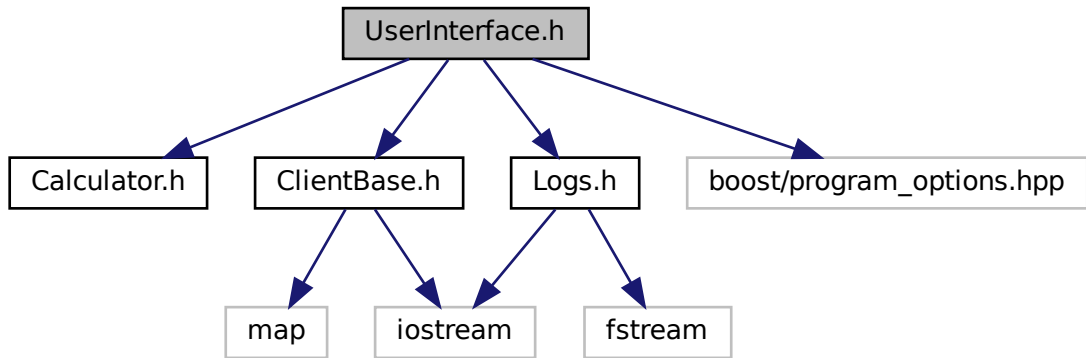 UserInterface.h
Calculator.h
ClientBase.h
Logs.h
boost/program_options.hpp
map
iostream
fstream